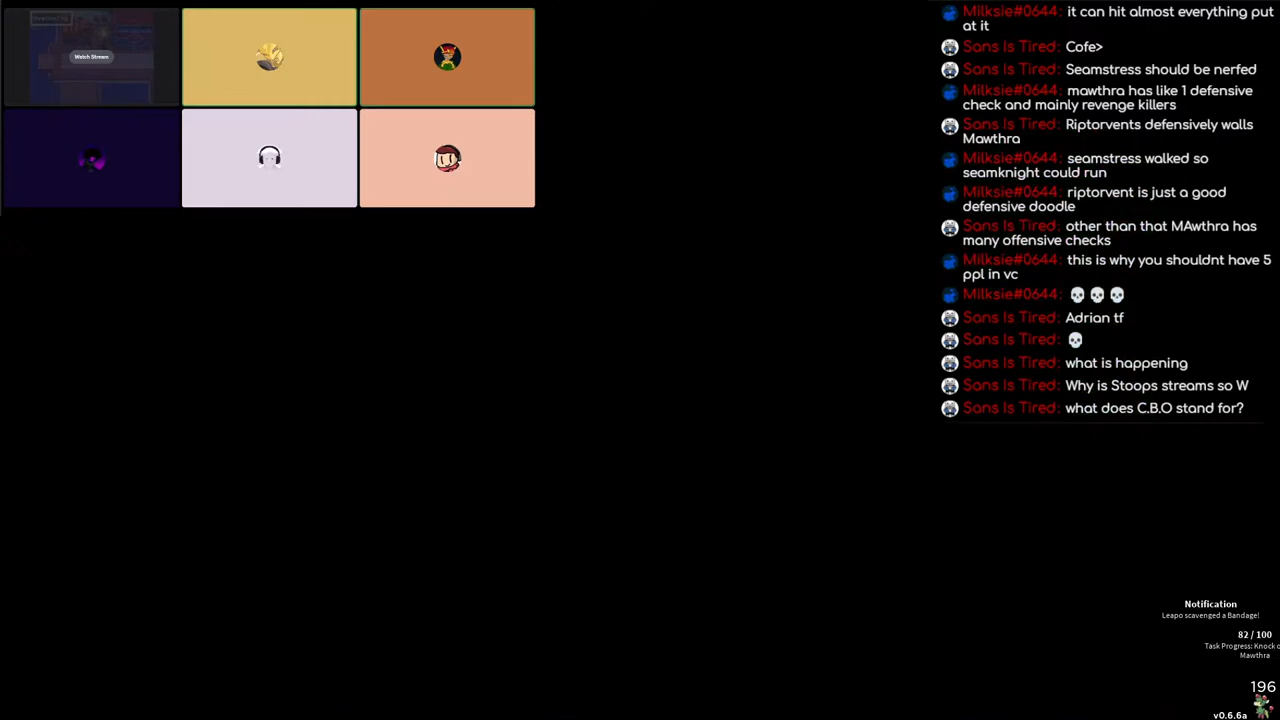 Watch Stream
Milksie#0644: it can hit almost everything put
at it
Sans Is Tired: Cofe>
Sans Is Tired: Seamstress should be nerfed
Milksie#0644: mawthra has like 1 defensive
check and mainly revenge killers
Sans Is Tired: Riptorvents defensively walls
Mawthra
Milksie#0644: seamstress walked so
seamknight could run
Milksie#0644: riptorvent is just a good
defensive doodle
Sans Is Tired: other than that MAwthra has
many offensive checks
Milksie#0644: this is why you shouldnt have 5
ppl in vc
Milksie#0644: 💀💀💀
Sans Is Tired: Adrian tf
Sans Is Tired: 💀
Sans Is Tired: what is happening
Sans Is Tired: Why is Stoops streams so W
Sans Is Tired: what does C.B.O stand for?
Notification
Leapo scavenged a Bandage!
82 / 100
Task Progress: Knock
Mawthra
196
v0.6.6a